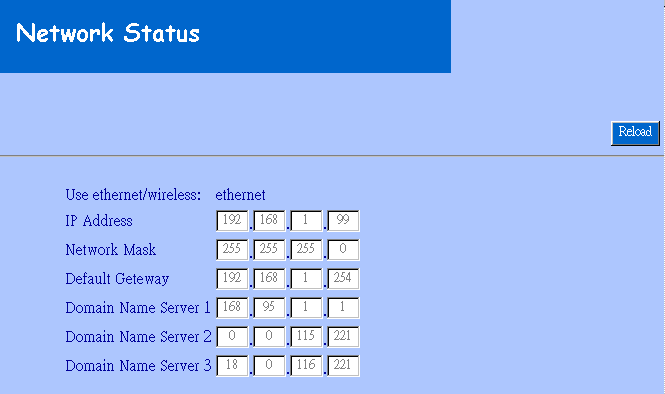 Network Status
Reload
Use ethernet/wireless: ethernet
IP Address 192.168.1.99
Network Mask 255.255.255.0
Default Geteway 192.168.1.254
Domain Name Server 1 168.95.1.1
Domain Name Server 2 0.0.115.221
Domain Name Server 3 18.0.116.221